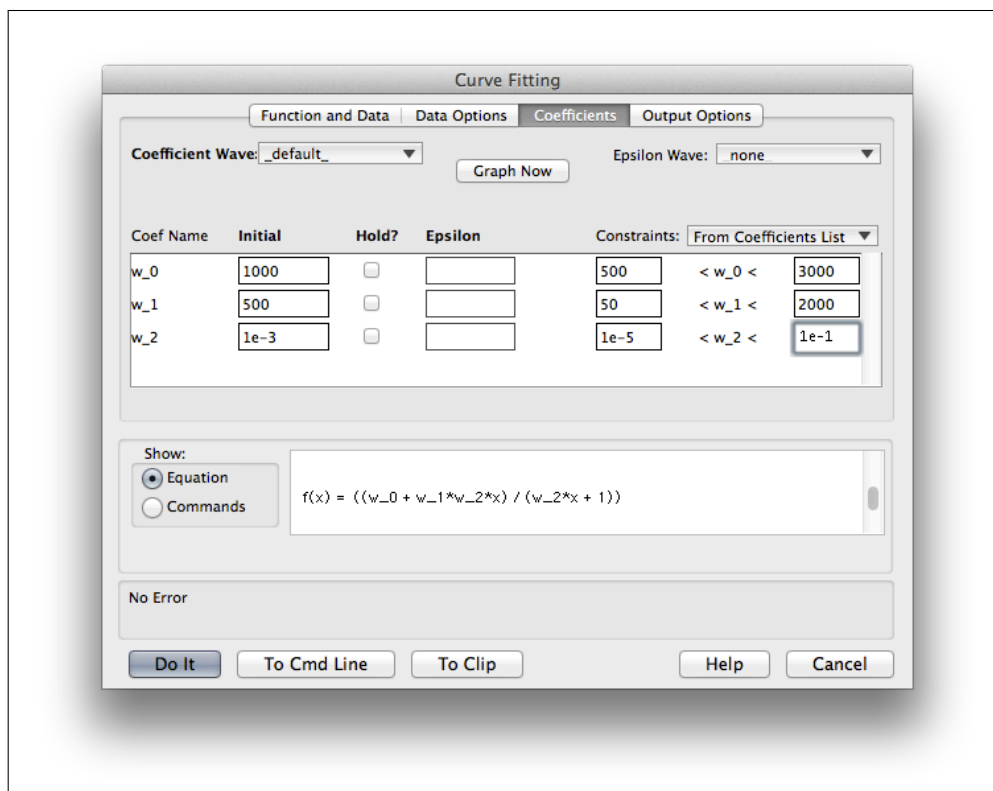 Curve Fitting
Function and Data Data Options Coefficients Output Options
Coefficient Wave: _default_ Graph Now Epsilon Wave: _none_
Coef Name Initial Hold? Epsilon Constraints: From Coefficients List
w_0 1000 500 < w_0 < 3000
w_1 500 50 < w_1 < 2000
w_2 1e-3 1e-5 < w_2 < 1e-1
Show:
Equation
Commands
f(x) = ((w_0 + w_1*w_2*x) / (w_2*x + 1))
No Error
Do It To Cmd Line To Clip Help Cancel